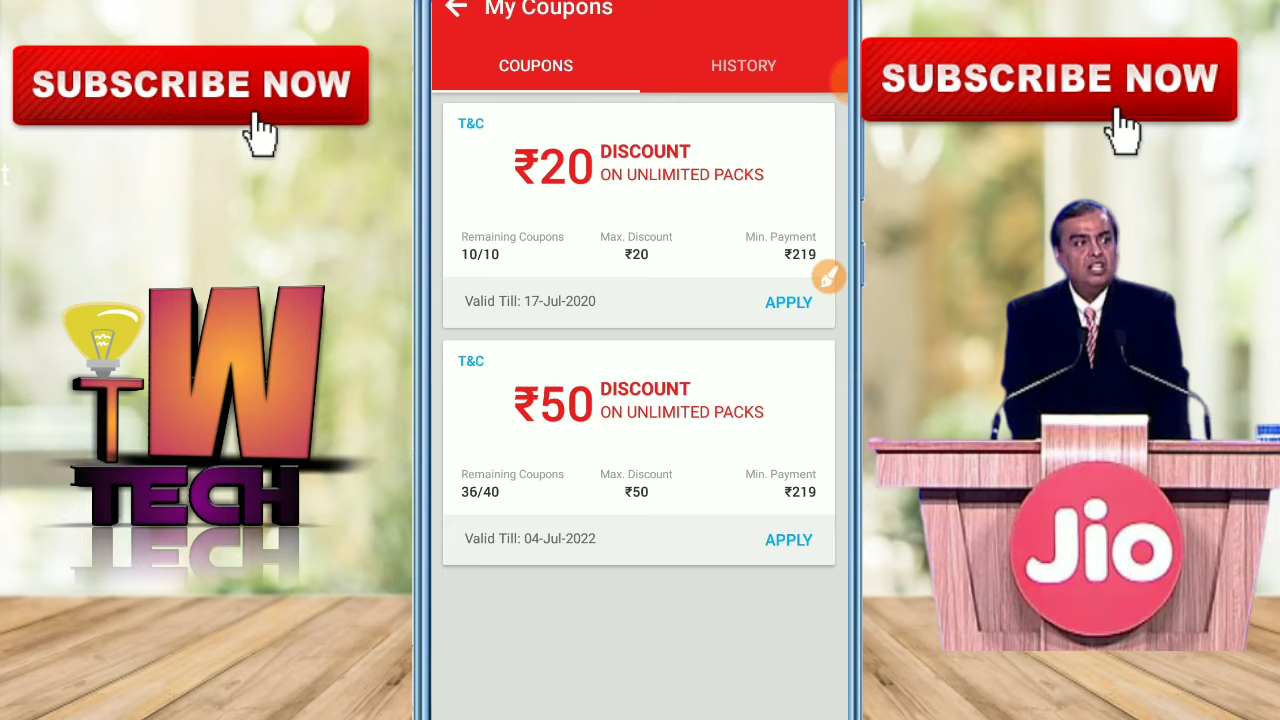 My Coupons
COUPONS
HISTORY
SUBSCRIBE NOW
SUBSCRIBE NOW
t
T&C
₹20 DISCOUNT
ON UNLIMITED PACKS
Remaining Coupons Max. Discount Min. Payment
10/10 ₹20 ₹219
Valid Till: 17-Jul-2020 APPLY
T&C
₹50 DISCOUNT
ON UNLIMITED PACKS
Remaining Coupons Max. Discount Min. Payment
36/40 ₹50 ₹219
Valid Till: 04-Jul-2022 APPLY
TW
TECH
Jio